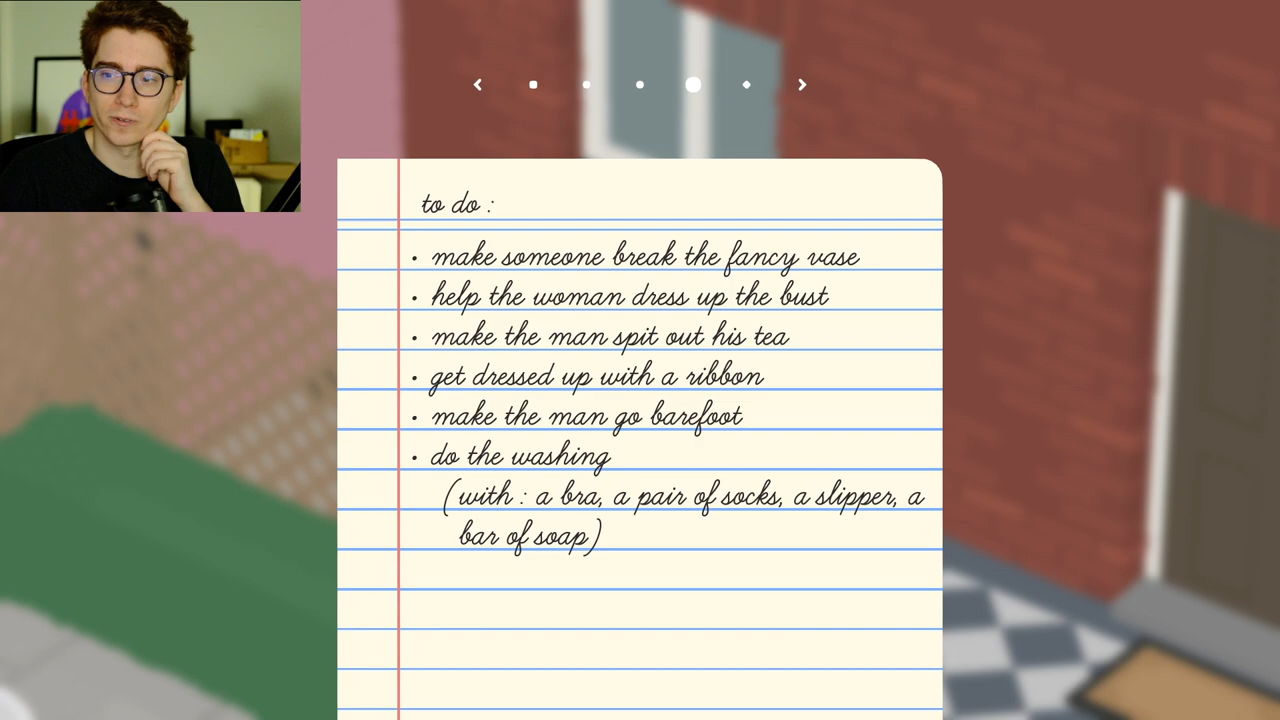 to do :
• make someone break the fancy vase
• help the woman dress up the bust
• make the man spit out his tea
• get dressed up with a ribbon
• make the man go barefoot
• do the washing
(with : a bra, a pair of socks, a slipper, a
bar of soap)